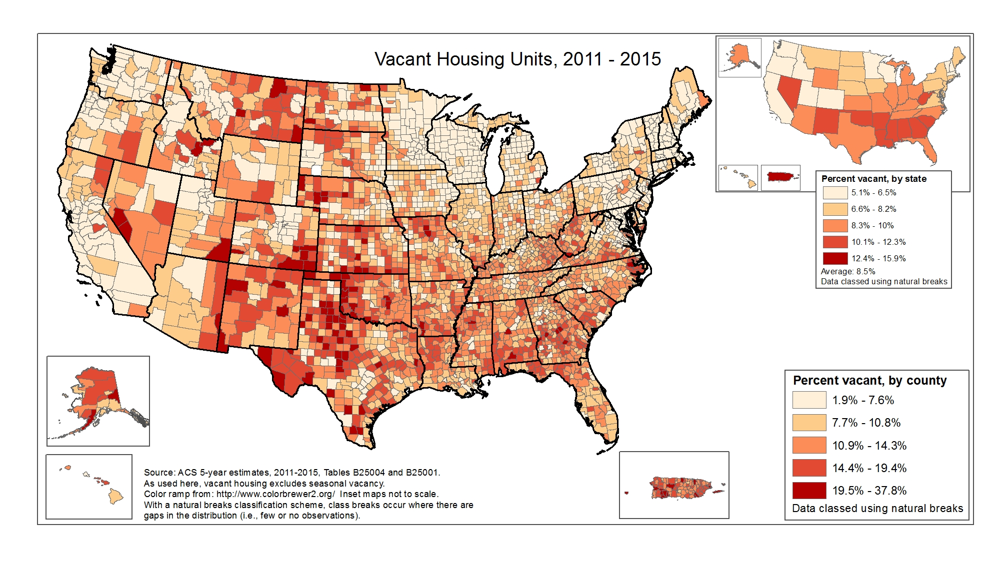 Vacant Housing Units, 2011 - 2015
Percent vacant, by state
5.1% - 6.5%
6.6% - 8.2%
8.3% - 10%
10.1% - 12.3%
12.4% - 15.9%
Average: 8.5%
Data classed using natural breaks
Percent vacant, by county
1.9% - 7.6%
7.7% - 10.8%
10.9% - 14.3%
14.4% - 19.4%
19.5% - 37.8%
Data classed using natural breaks
Source: ACS 5-year estimates, 2011-2015, Tables B25004 and B25001.
As used here, vacant housing excludes seasonal vacancy.
Color ramp from: http://www.colorbrewer2.org/ Inset maps not to scale.
With a natural breaks classification scheme, class breaks occur where there are
gaps in the distribution (i.e., few or no observations).